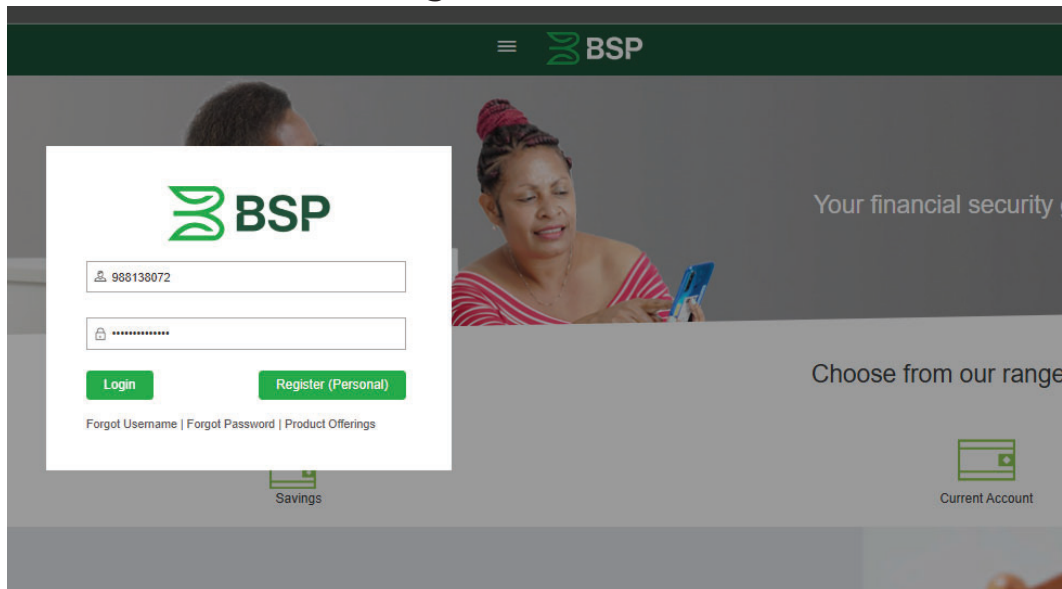 BSP
Your financial security
BSP
988138072
••••••••••••••
Login
Register (Personal)
Forgot Username | Forgot Password | Product Offerings
Choose from our range
Savings
Current Account